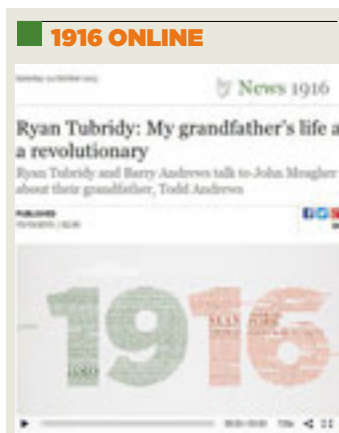 1916 ONLINE
News 1916
Ryan Tubridy: My grandfather's life a
a revolutionary
Ryan Tubridy and Barry Andrews talk to John Meagher
about their grandfather, Todd Andrews
PUBLISHED
1916